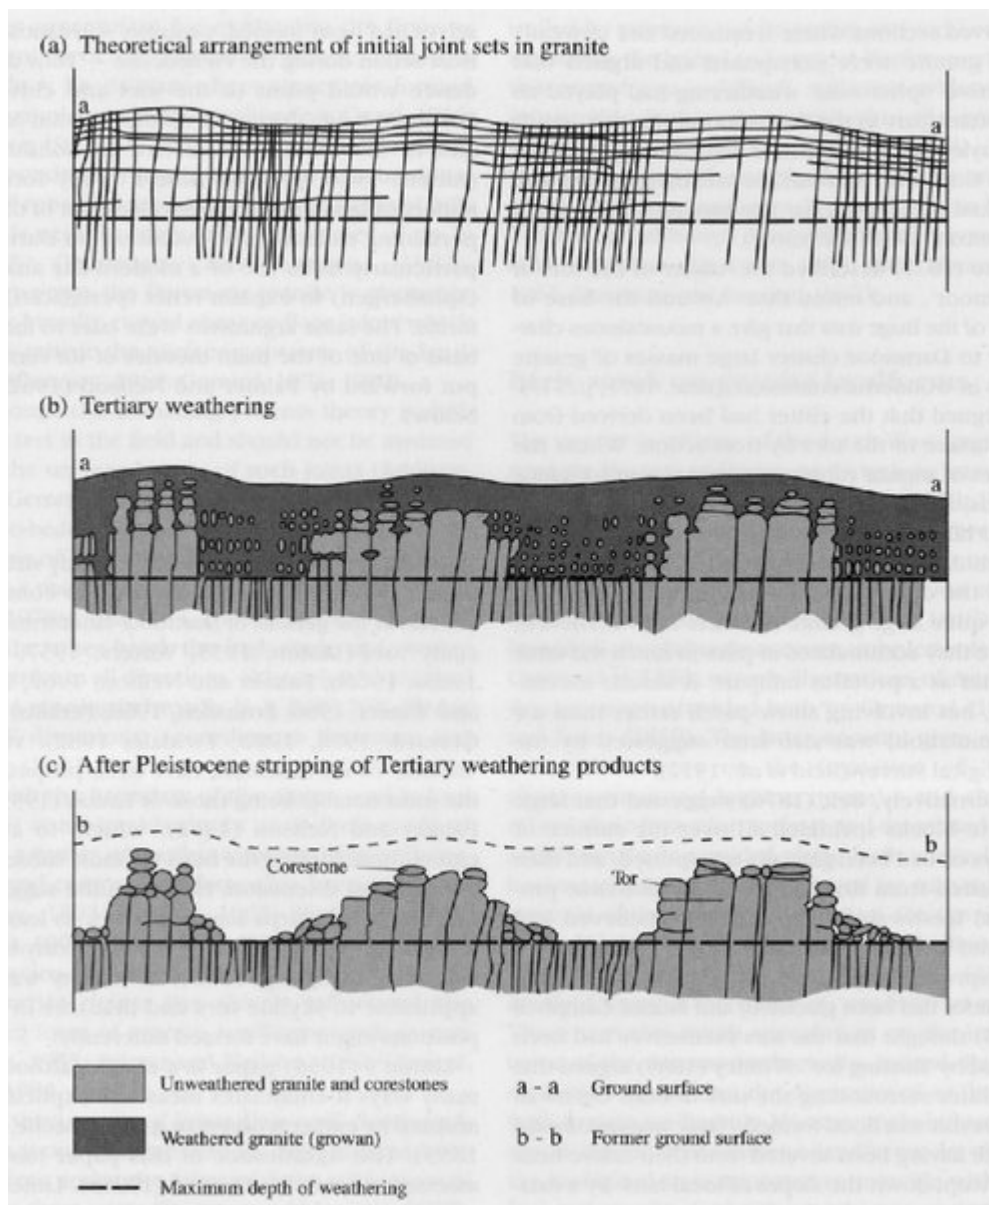 (a) Theoretical arrangement of initial joint sets in granite
a
a
(b) Tertiary weathering
a
a
(c) After Pleistocene stripping of Tertiary weathering products
b
b
Corestone
Tor
Unweathered granite and corestones
a - a Ground surface
Weathered granite (growan)
b - b Former ground surface
Maximum depth of weathering